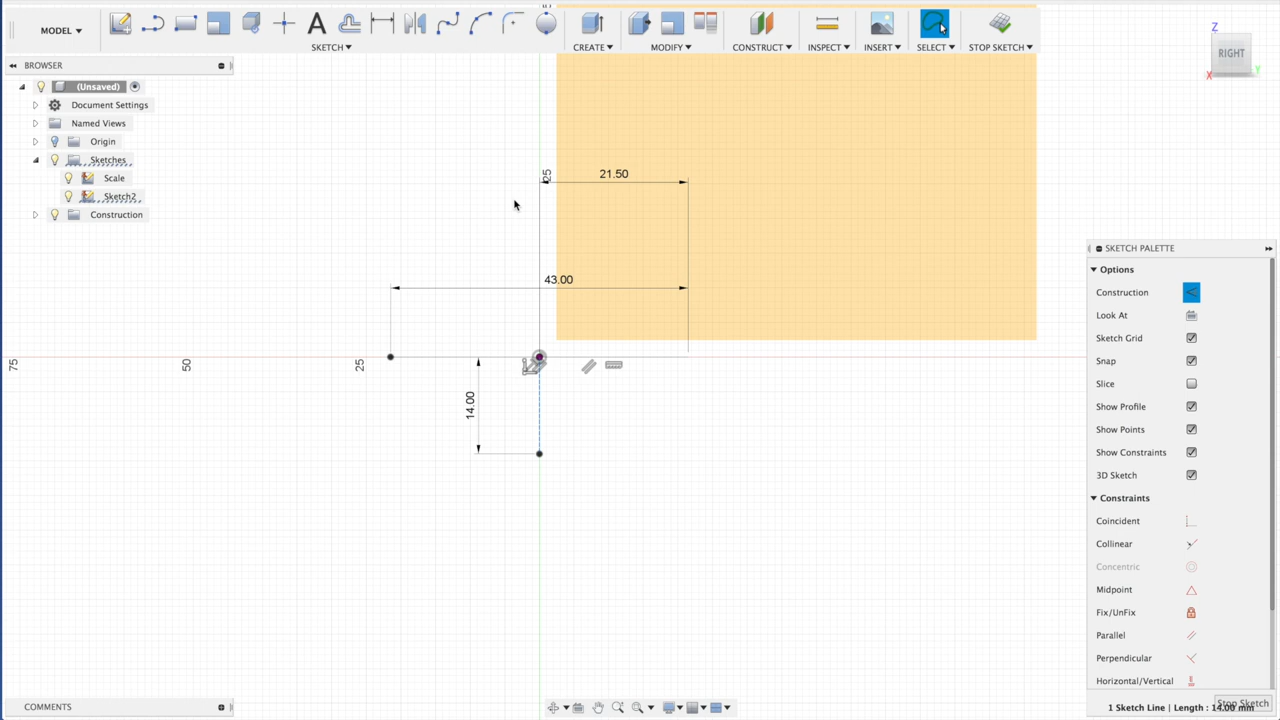 MODEL ▾
SKETCH ▾
CREATE ▾
MODIFY ▾
CONSTRUCT ▾
INSPECT ▾
INSERT ▾
SELECT ▾
STOP SKETCH ▾
Z
RIGHT
X
Y
BROWSER
(Unsaved)
Document Settings
Named Views
Origin
Sketches
Scale
Sketch2
Construction
25
21.50
43.00
75
50
25
14.00
SKETCH PALETTE
Options
Construction
Look At
Sketch Grid
Snap
Slice
Show Profile
Show Points
Show Constraints
3D Sketch
Constraints
Coincident
Collinear
Concentric
Midpoint
Fix/UnFix
Parallel
Perpendicular
Horizontal/Vertical
Stop Sketch
1 Sketch Line | Length : 14.00 mm
COMMENTS